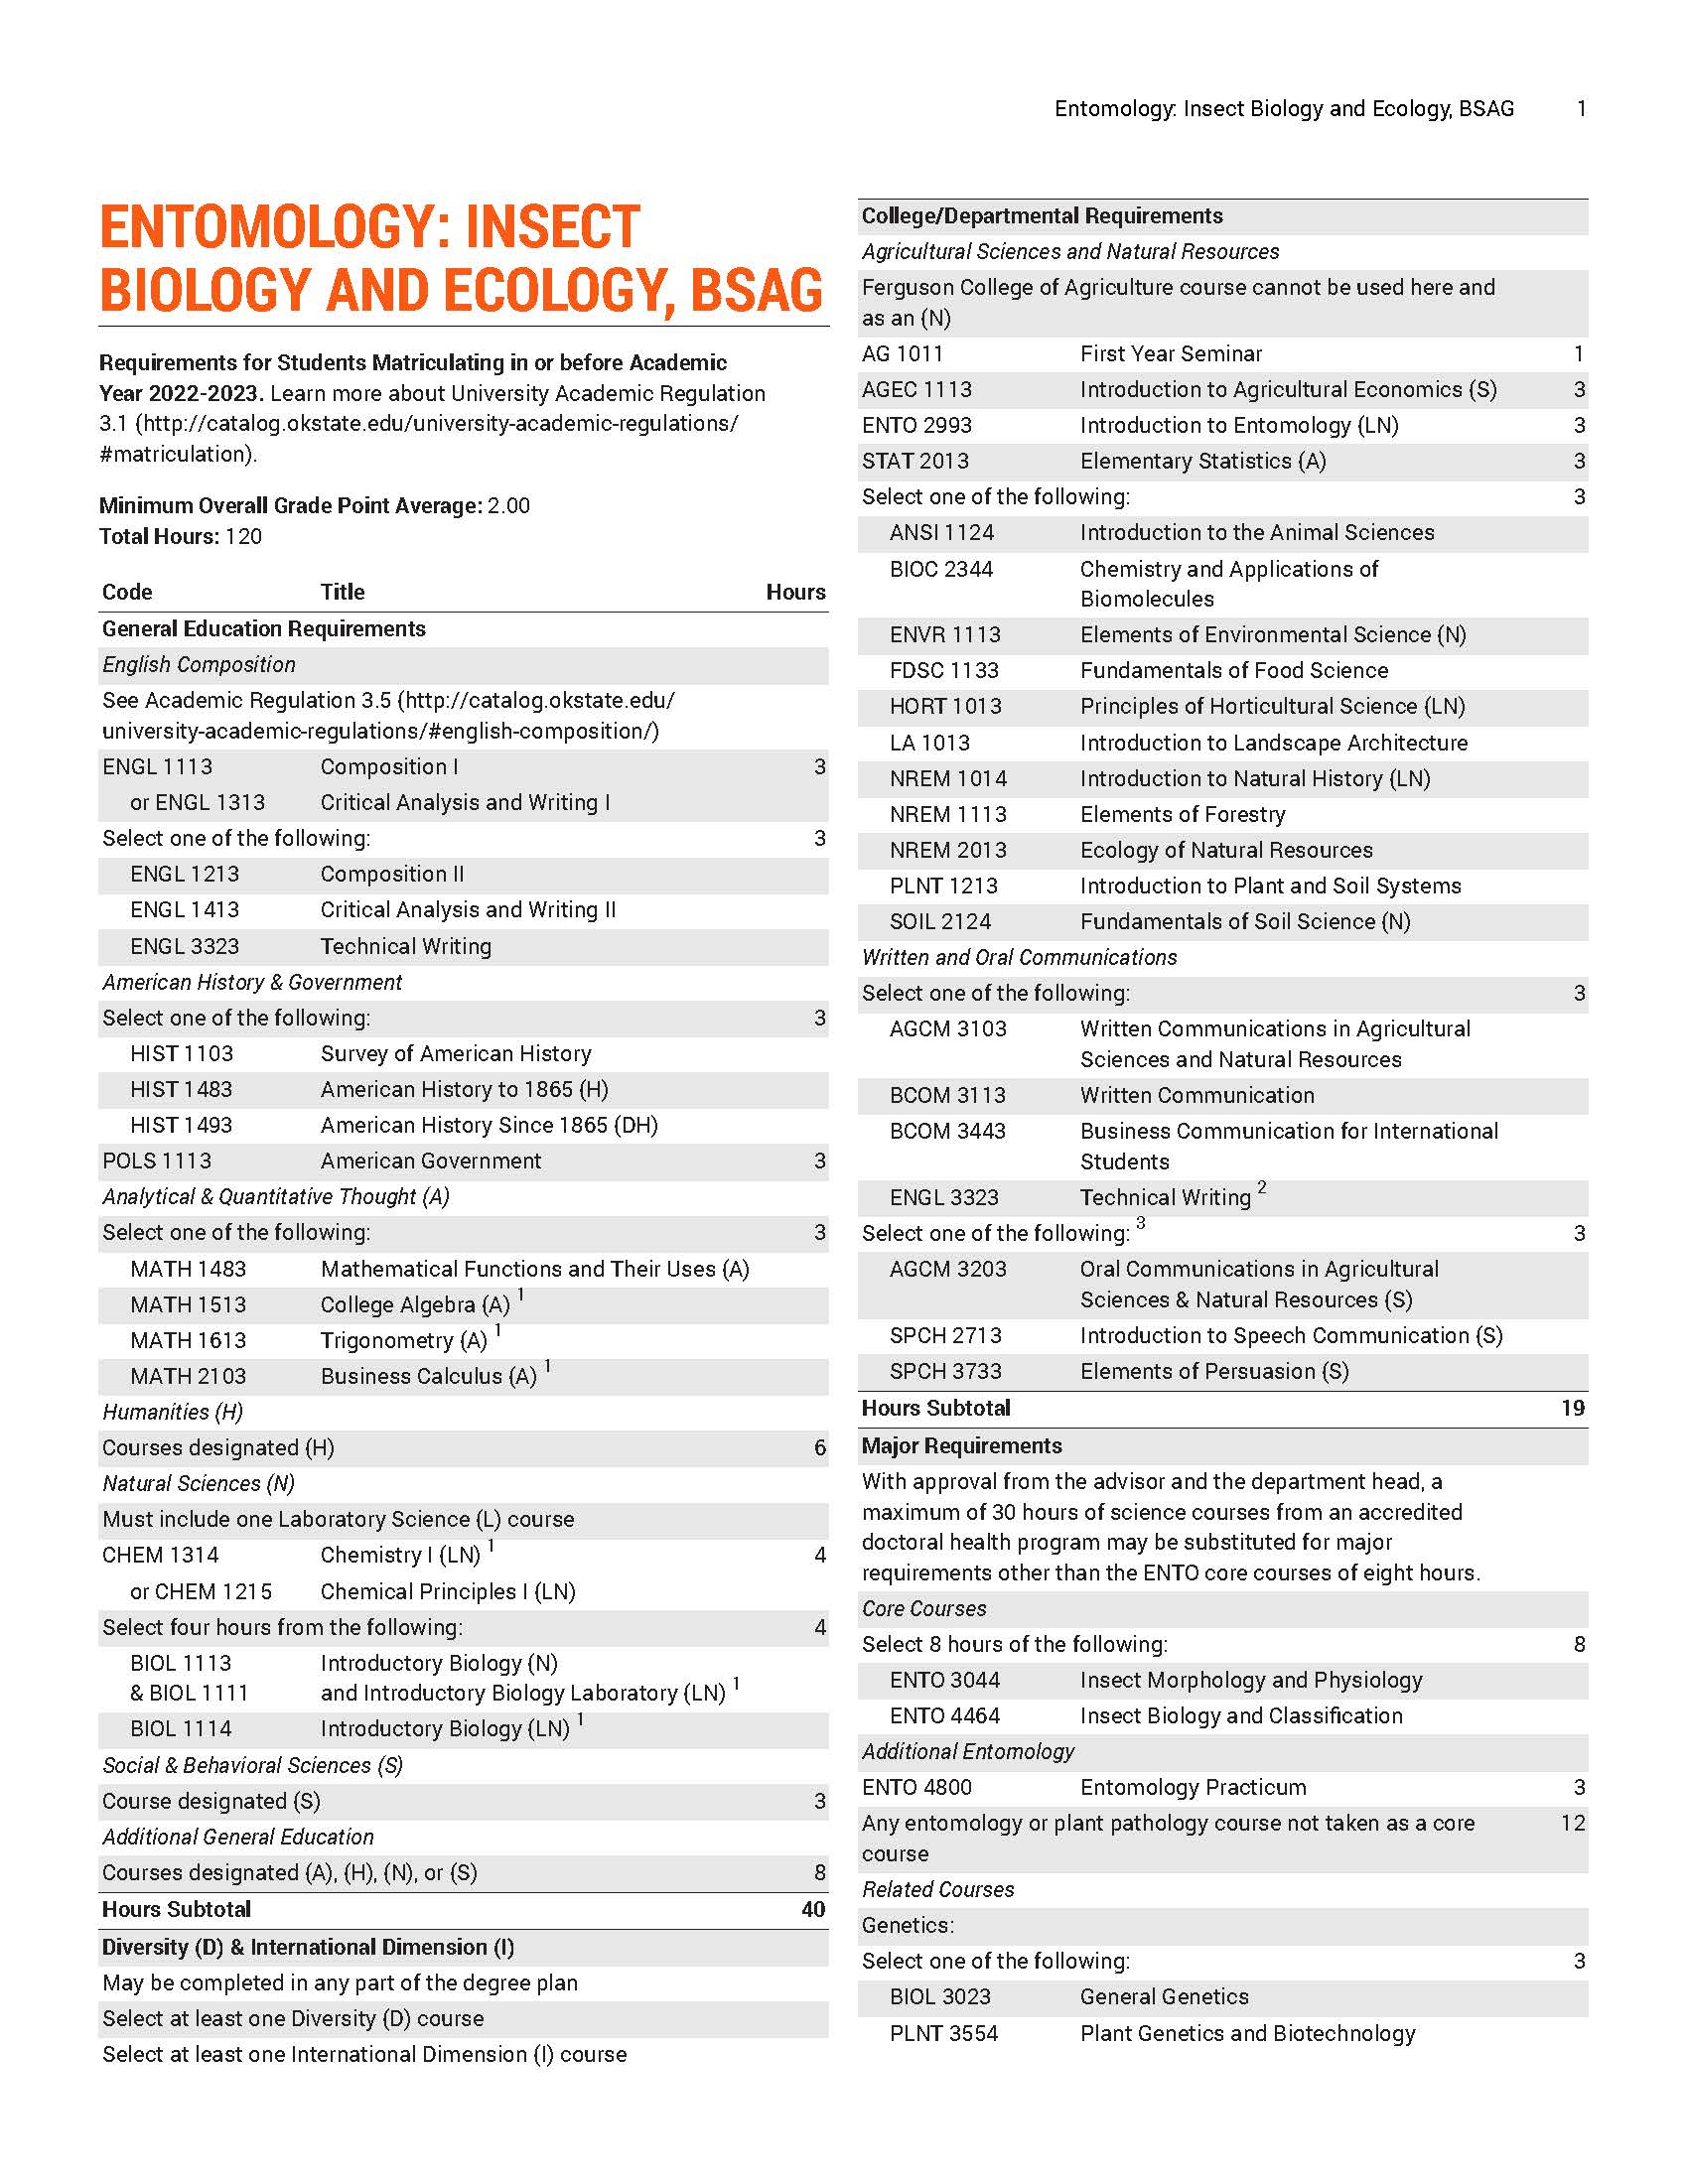 Entomology: Insect Biology and Ecology, BSAG 1
ENTOMOLOGY: INSECT
BIOLOGY AND ECOLOGY, BSAG
Requirements for Students Matriculating in or before Academic
Year 2022-2023. Learn more about University Academic Regulation
3.1 (http://catalog.okstate.edu/university-academic-regulations/
#matriculation).
Minimum Overall Grade Point Average: 2.00
Total Hours: 120
Code Title Hours
General Education Requirements
English Composition
See Academic Regulation 3.5 (http://catalog.okstate.edu/
university-academic-regulations/#english-composition/)
ENGL 1113 Composition I 3
or ENGL 1313 Critical Analysis and Writing I
Select one of the following: 3
ENGL 1213 Composition II
ENGL 1413 Critical Analysis and Writing II
ENGL 3323 Technical Writing
American History & Government
Select one of the following: 3
HIST 1103 Survey of American History
HIST 1483 American History to 1865 (H)
HIST 1493 American History Since 1865 (DH)
POLS 1113 American Government 3
Analytical & Quantitative Thought (A)
Select one of the following: 3
MATH 1483 Mathematical Functions and Their Uses (A)
MATH 1513 College Algebra (A) 1
MATH 1613 Trigonometry (A) 1
MATH 2103 Business Calculus (A) 1
Humanities (H)
Courses designated (H) 6
Natural Sciences (N)
Must include one Laboratory Science (L) course
CHEM 1314 Chemistry I (LN) 1 4
or CHEM 1215 Chemical Principles I (LN)
Select four hours from the following: 4
BIOL 1113 Introductory Biology (N)
& BIOL 1111 and Introductory Biology Laboratory (LN) 1
BIOL 1114 Introductory Biology (LN) 1
Social & Behavioral Sciences (S)
Course designated (S) 3
Additional General Education
Courses designated (A), (H), (N), or (S) 8
Hours Subtotal 40
Diversity (D) & International Dimension (I)
May be completed in any part of the degree plan
Select at least one Diversity (D) course
Select at least one International Dimension (I) course
College/Departmental Requirements
Agricultural Sciences and Natural Resources
Ferguson College of Agriculture course cannot be used here and
as an (N)
AG 1011 First Year Seminar 1
AGEC 1113 Introduction to Agricultural Economics (S) 3
ENTO 2993 Introduction to Entomology (LN) 3
STAT 2013 Elementary Statistics (A) 3
Select one of the following: 3
ANSI 1124 Introduction to the Animal Sciences
BIOC 2344 Chemistry and Applications of
Biomolecules
ENVR 1113 Elements of Environmental Science (N)
FDSC 1133 Fundamentals of Food Science
HORT 1013 Principles of Horticultural Science (LN)
LA 1013 Introduction to Landscape Architecture
NREM 1014 Introduction to Natural History (LN)
NREM 1113 Elements of Forestry
NREM 2013 Ecology of Natural Resources
PLNT 1213 Introduction to Plant and Soil Systems
SOIL 2124 Fundamentals of Soil Science (N)
Written and Oral Communications
Select one of the following: 3
AGCM 3103 Written Communications in Agricultural
Sciences and Natural Resources
BCOM 3113 Written Communication
BCOM 3443 Business Communication for International
Students
ENGL 3323 Technical Writing 2
Select one of the following: 3 3
AGCM 3203 Oral Communications in Agricultural
Sciences & Natural Resources (S)
SPCH 2713 Introduction to Speech Communication (S)
SPCH 3733 Elements of Persuasion (S)
Hours Subtotal 19
Major Requirements
With approval from the advisor and the department head, a
maximum of 30 hours of science courses from an accredited
doctoral health program may be substituted for major
requirements other than the ENTO core courses of eight hours.
Core Courses
Select 8 hours of the following: 8
ENTO 3044 Insect Morphology and Physiology
ENTO 4464 Insect Biology and Classification
Additional Entomology
ENTO 4800 Entomology Practicum 3
Any entomology or plant pathology course not taken as a core 12
course
Related Courses
Genetics:
Select one of the following: 3
BIOL 3023 General Genetics
PLNT 3554 Plant Genetics and Biotechnology